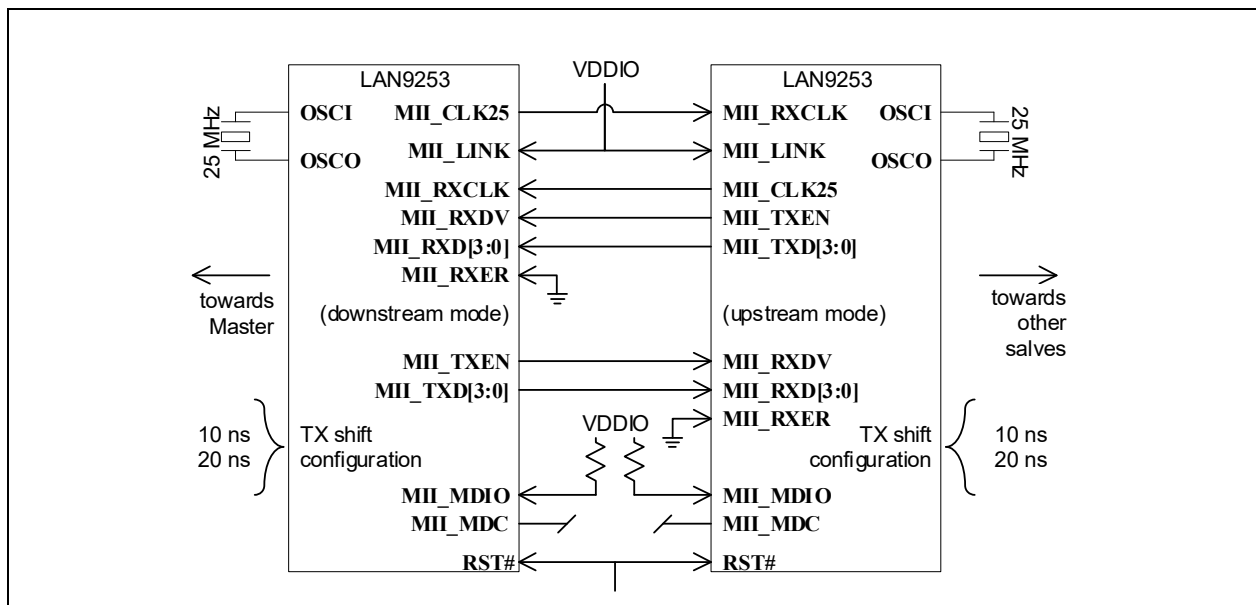 VDDIO
LAN9253
LAN9253
25 MHz
OSCI
MII_CLK25
MII_RXCLK
OSCI
25 MHz
OSCO
MII_LINK
MII_LINK
OSCO
MII_RXCLK
MII_CLK25
MII_RXDV
MII_TXEN
MII_RXD[3:0]
MII_TXD[3:0]
MII_RXER
towards
Master
(downstream mode)
(upstream mode)
towards
other
salves
MII_TXEN
MII_RXDV
MII_TXD[3:0]
MII_RXD[3:0]
MII_RXER
VDDIO
10 ns
20 ns
TX shift
configuration
TX shift
configuration
10 ns
20 ns
MII_MDIO
MII_MDIO
MII_MDC
MII_MDC
RST#
RST#